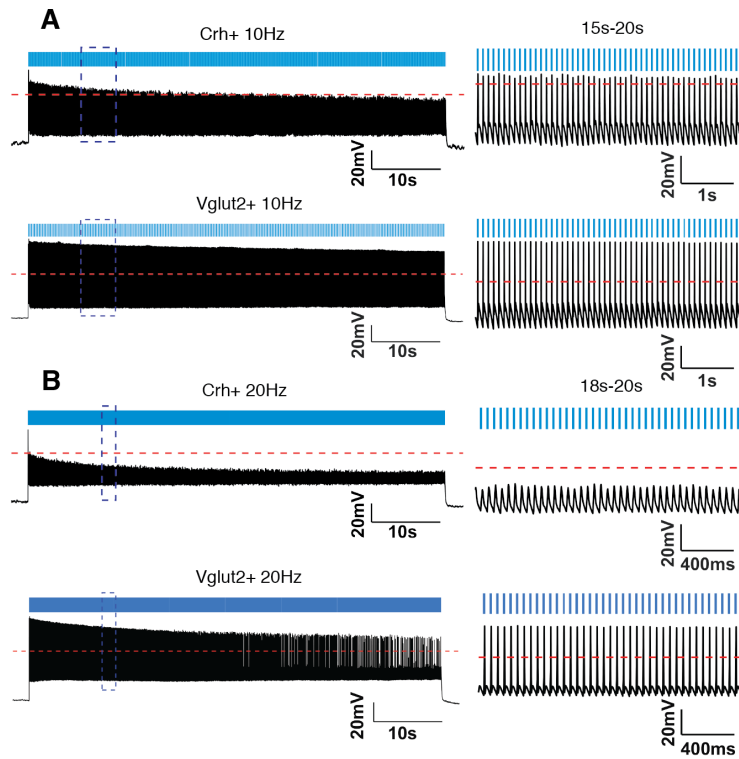 A
Crh+ 10Hz
15s-20s
20mV
10s
20mV
1s
Vglut2+ 10Hz
20mV
10s
20mV
1s
B
Crh+ 20Hz
18s-20s
20mV
10s
20mV
400ms
Vglut2+ 20Hz
20mV
10s
20mV
400ms